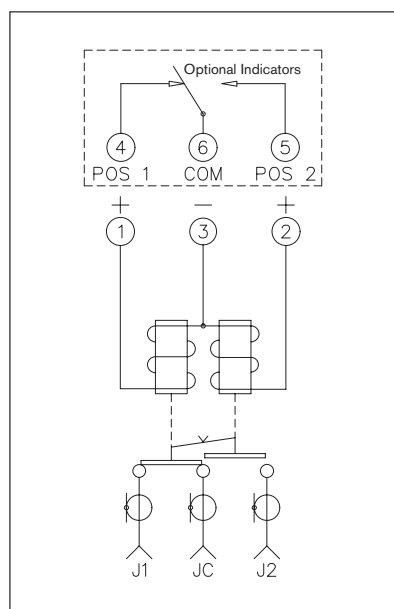 Optional Indicators
4 6 5
POS 1 COM POS 2
+ − +
1 3 2
J1 JC J2